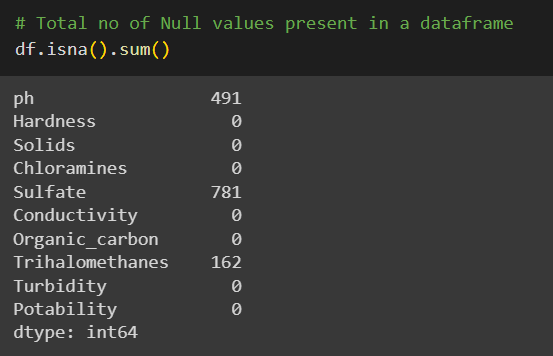 # Total no of Null values present in a dataframe
df.isna().sum()
ph 491
Hardness 0
Solids 0
Chloramines 0
Sulfate 781
Conductivity 0
Organic_carbon 0
Trihalomethanes 162
Turbidity 0
Potability 0
dtype: int64